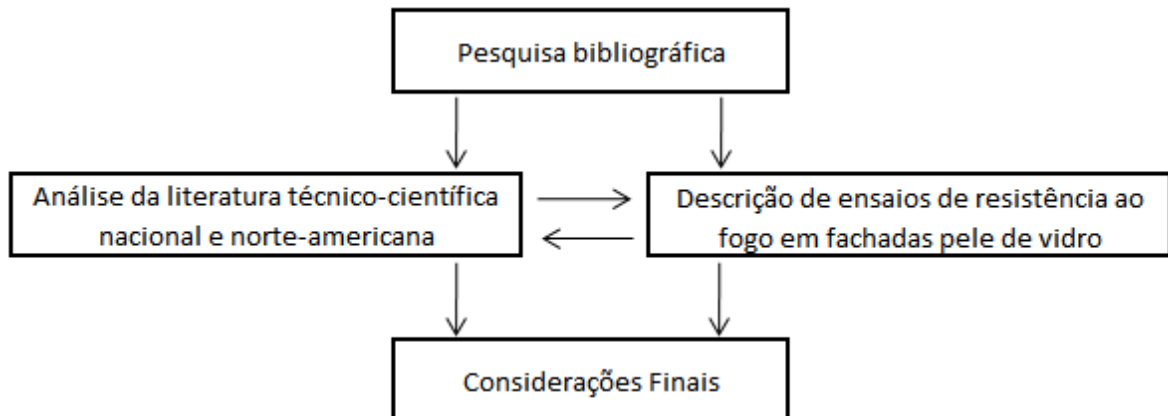 Pesquisa bibliográfica
Análise da literatura técnico-científica
nacional e norte-americana
Descrição de ensaios de resistência ao
fogo em fachadas pele de vidro
Considerações Finais